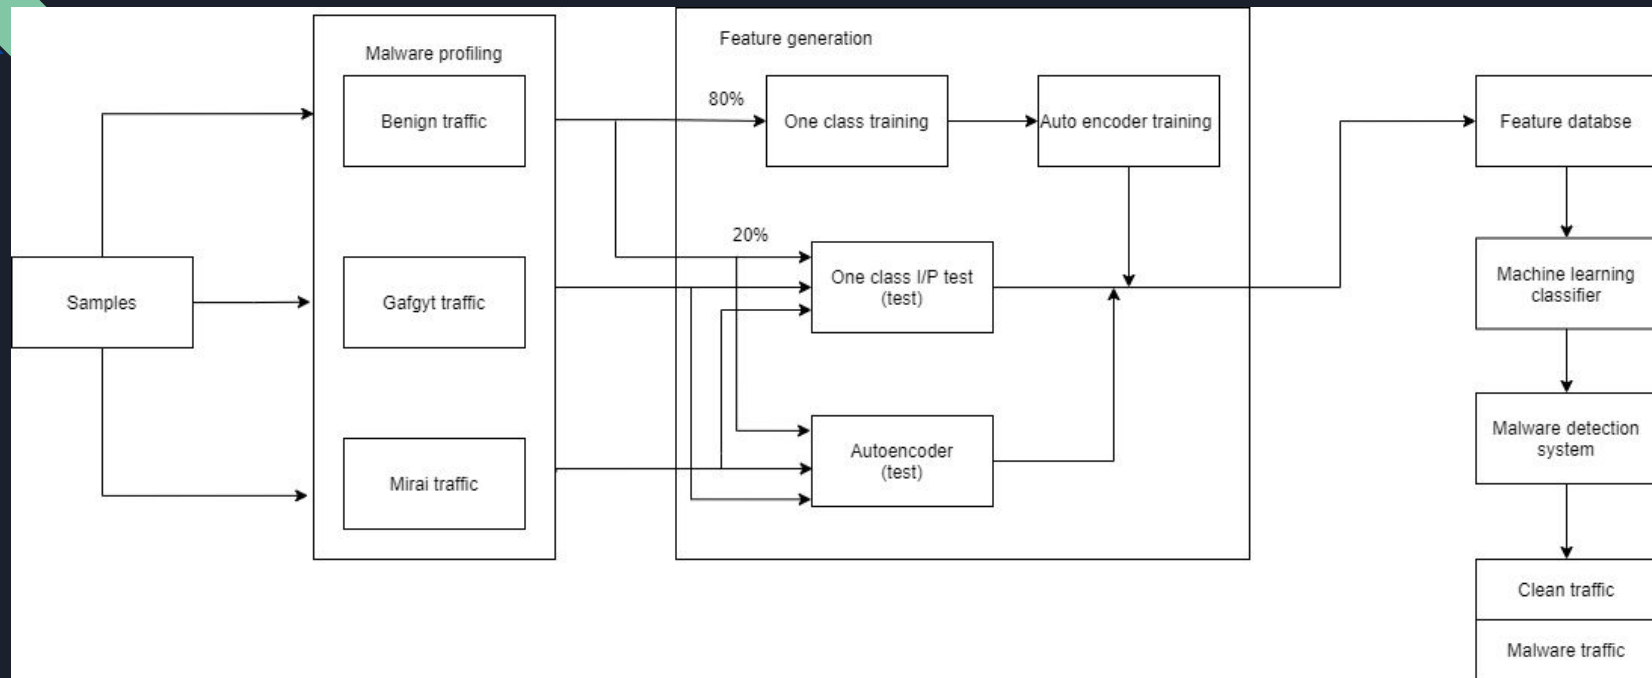 Malware profiling
Feature generation
Benign traffic
80%
One class training
Auto encoder training
Feature databse
20%
Samples
Gafgyt traffic
One class I/P test
(test)
Machine learning
classifier
Mirai traffic
Autoencoder
(test)
Malware detection
system
Clean traffic
Malware traffic